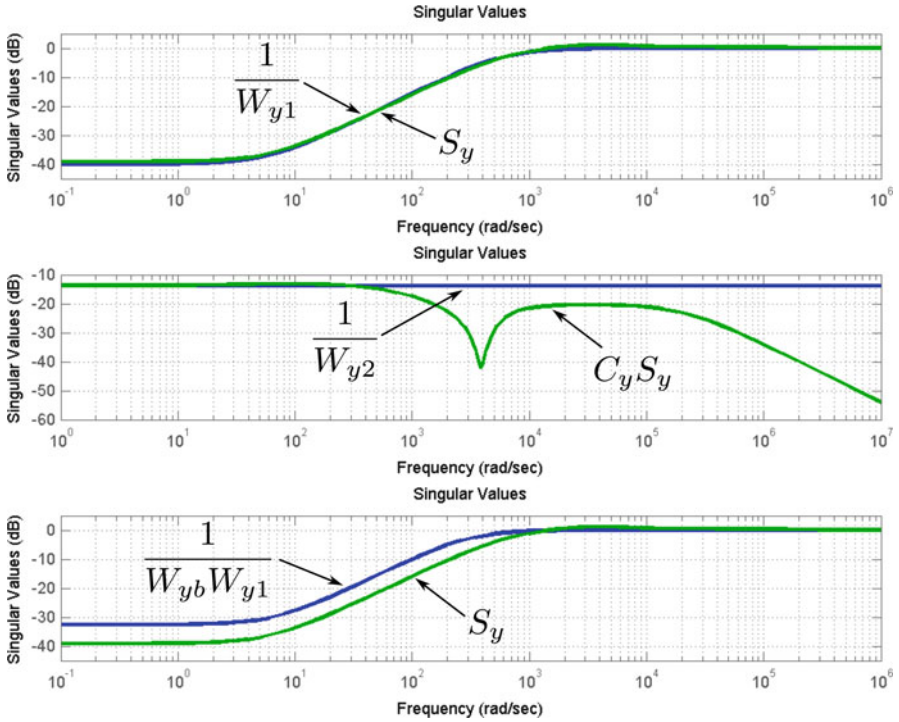 Singular Values
Singular Values (dB)
0
-10
-20
-30
-40
1
W_{y1}
S_y
10^{-1} 10^0 10^1 10^2 10^3 10^4 10^5 10^6
Frequency (rad/sec)
Singular Values
Singular Values (dB)
-10
-20
-30
-40
-50
-60
1
W_{y2}
C_yS_y
10^0 10^1 10^2 10^3 10^4 10^5 10^6 10^7
Frequency (rad/sec)
Singular Values
Singular Values (dB)
0
-10
-20
-30
-40
1
W_{yb}W_{y1}
S_y
10^{-1} 10^0 10^1 10^2 10^3 10^4 10^5 10^6
Frequency (rad/sec)